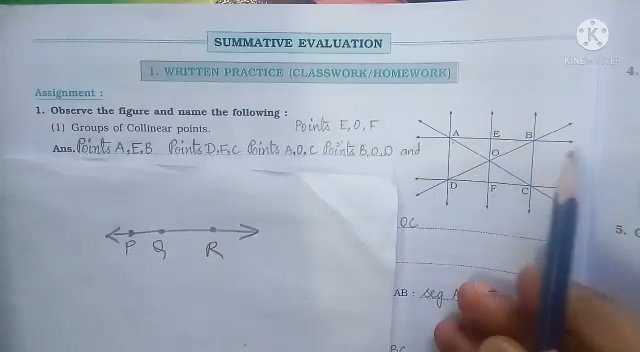 KINEMASTER
SUMMATIVE EVALUATION
1. WRITTEN PRACTICE (CLASSWORK/HOMEWORK)
4.
Assignment :
1. Observe the figure and name the following :
(1) Groups of Collinear points. Points E, O, F
Ans. Points A, E, B Points D, F, C Points A, O, C Points B, O, D and
A E B
O
D F C
OC
5.
P Q R
AB : seg
BC